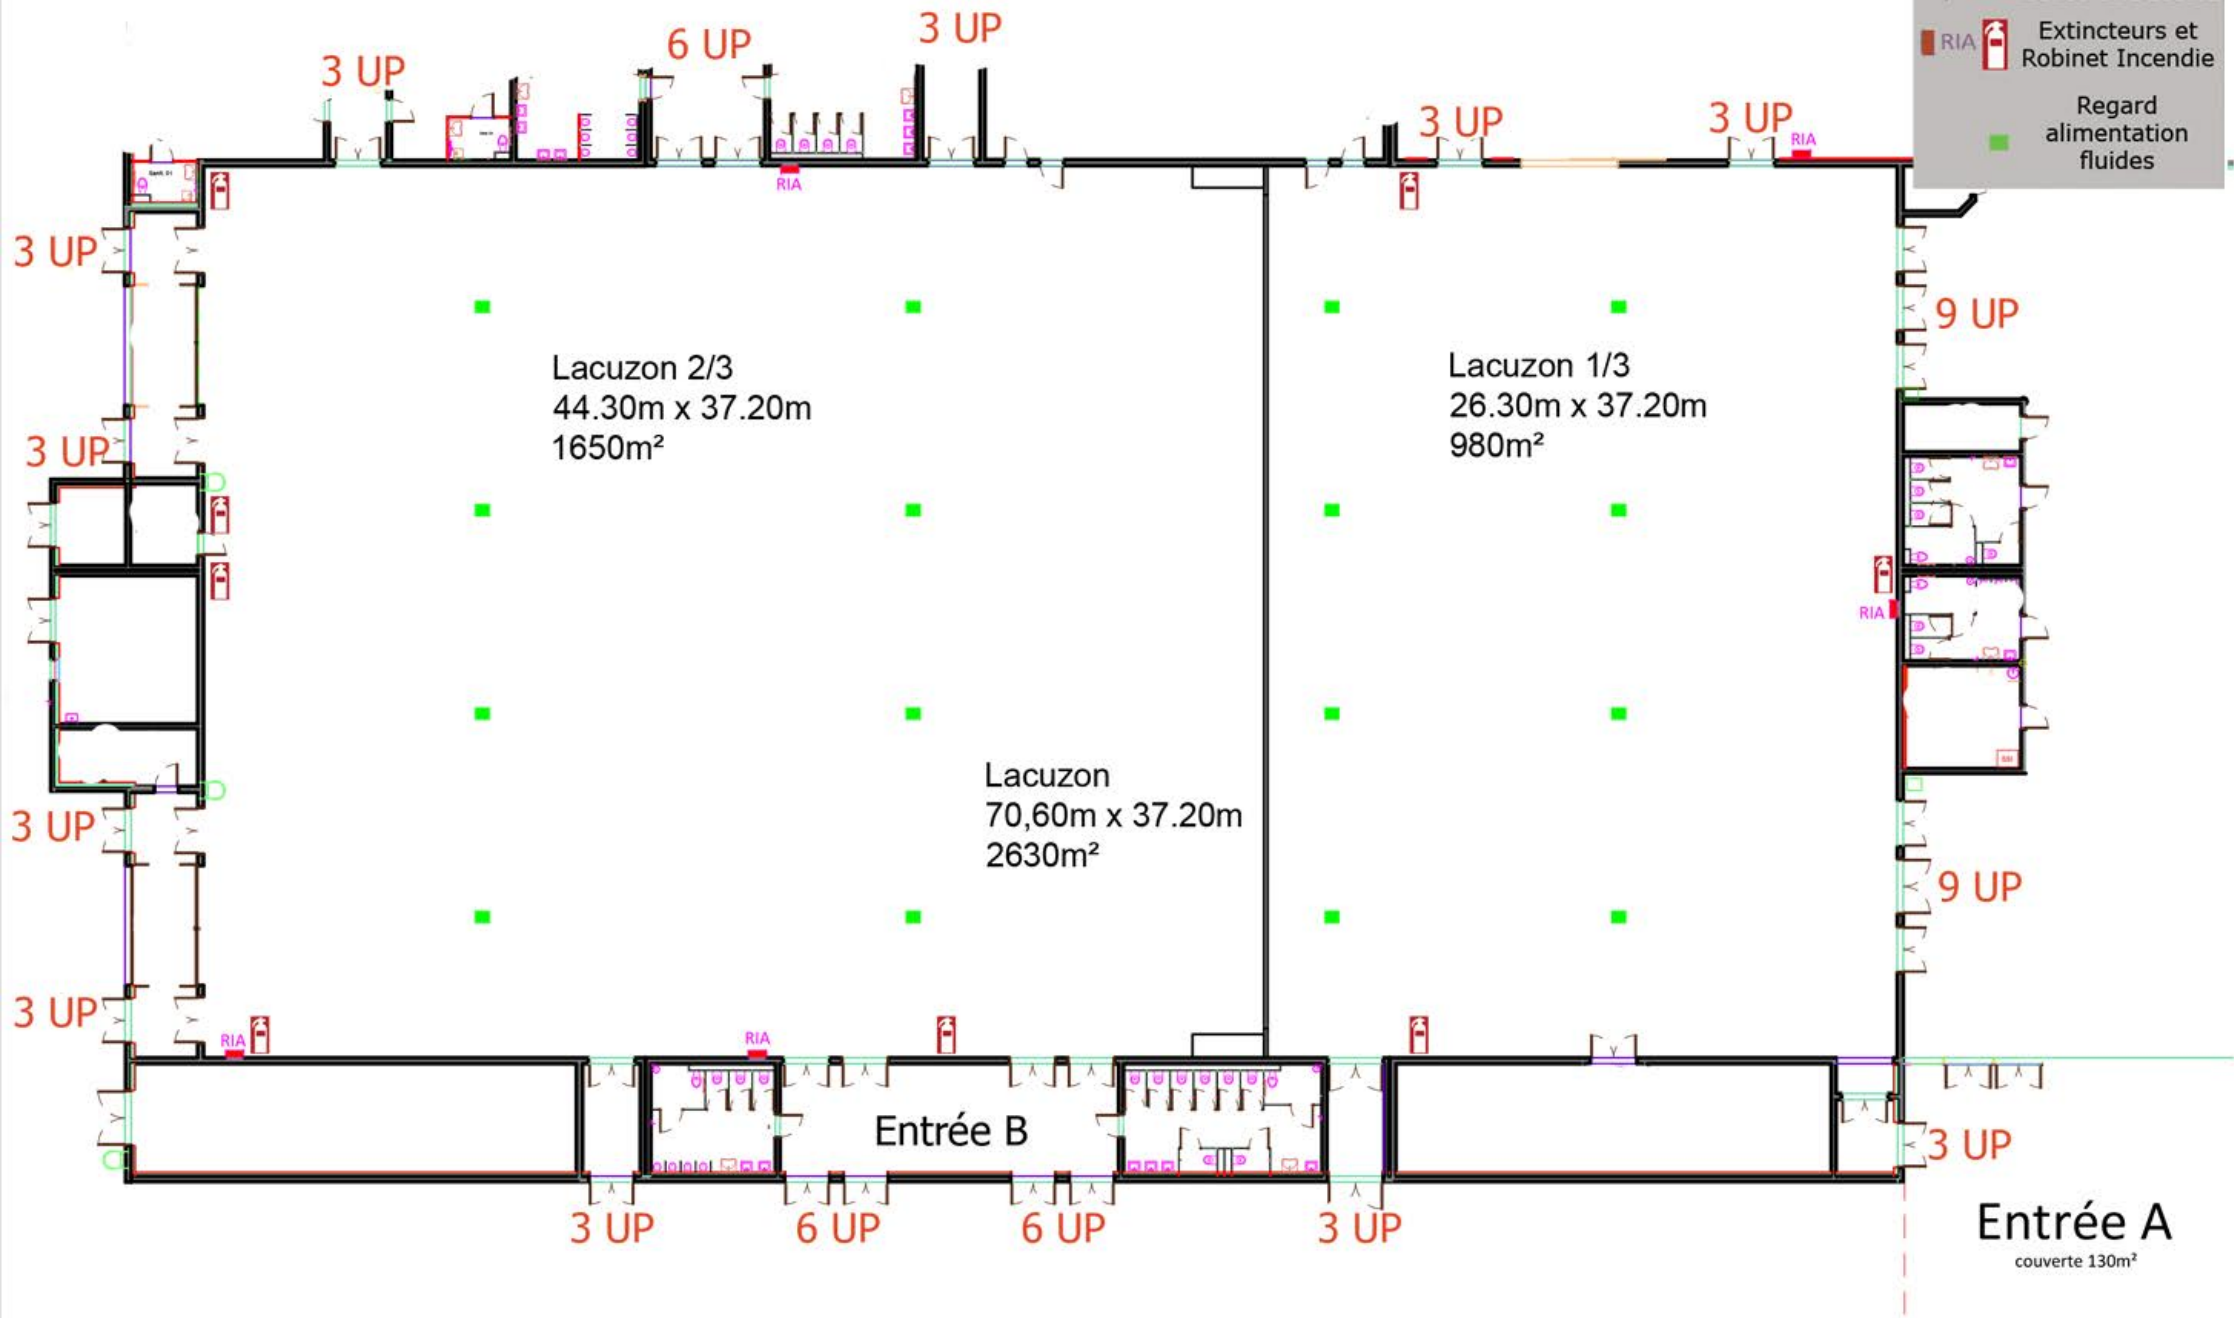 3 UP
6 UP
3 UP
3 UP
3 UP
RIA
RIA
Extincteurs et
Robinet Incendie
Regard
alimentation
fluides
RIA
3 UP
9 UP
Lacuzon 2/3
44.30m x 37.20m
1650m²
Lacuzon 1/3
26.30m x 37.20m
980m²
3 UP
RIA
Lacuzon
70,60m x 37.20m
2630m²
3 UP
9 UP
3 UP
RIA
RIA
Entrée B
3 UP
3 UP
6 UP
6 UP
3 UP
Entrée A
couverte 130m²